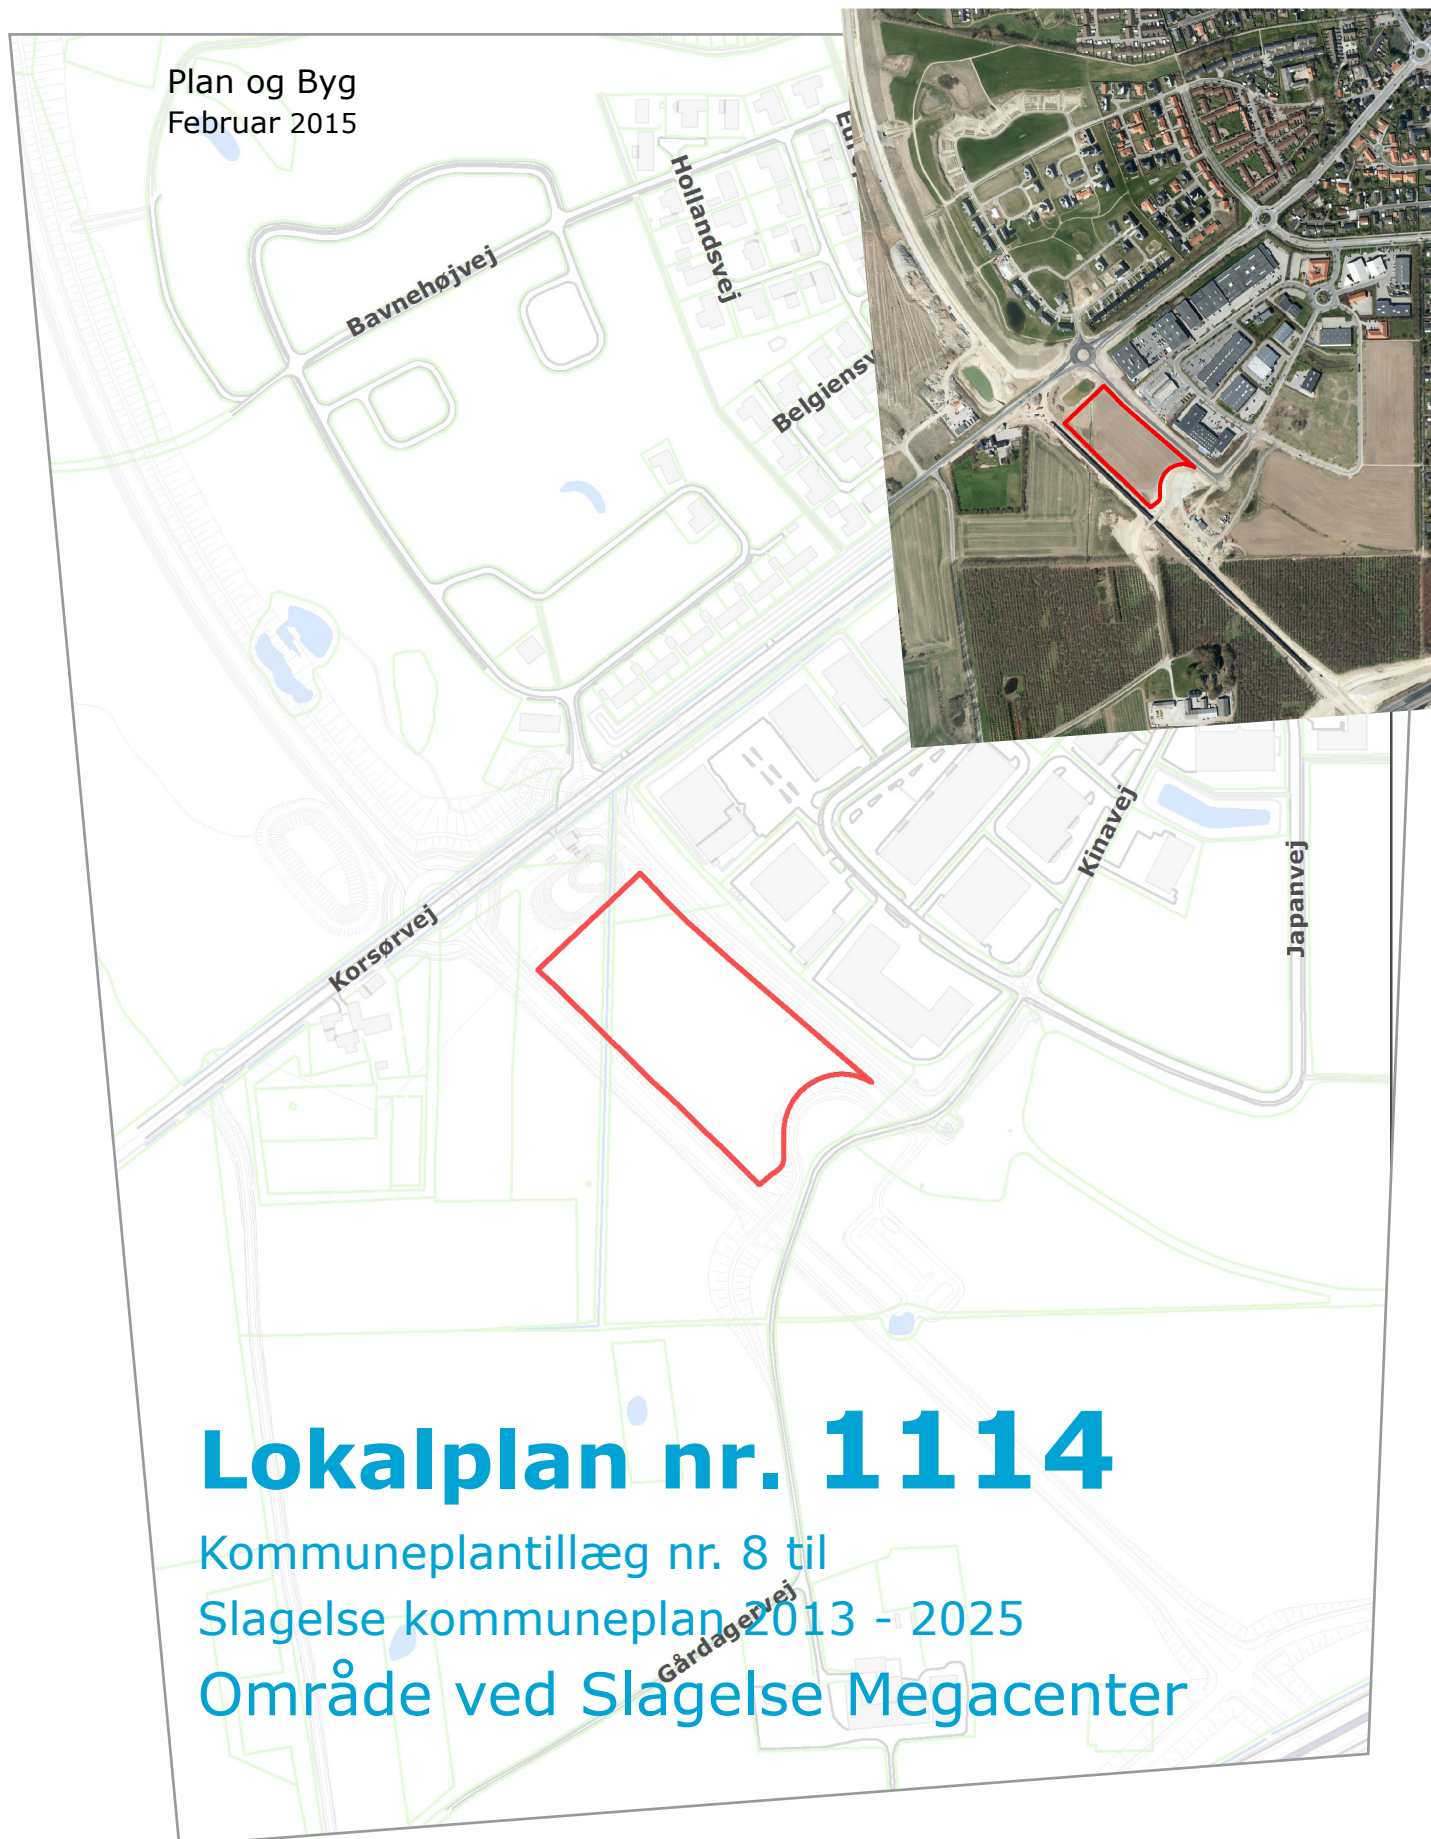 Plan og Byg
Februar 2015
Hollandsvej
Bavnehøjvej
Korsørvej
Kinavej
Japanvej
Lokalplan nr. 1114
Kommuneplantillæg nr. 8 til
Slagelse kommuneplan 2013 - 2025
Gårdagervej
Område ved Slagelse Megacenter